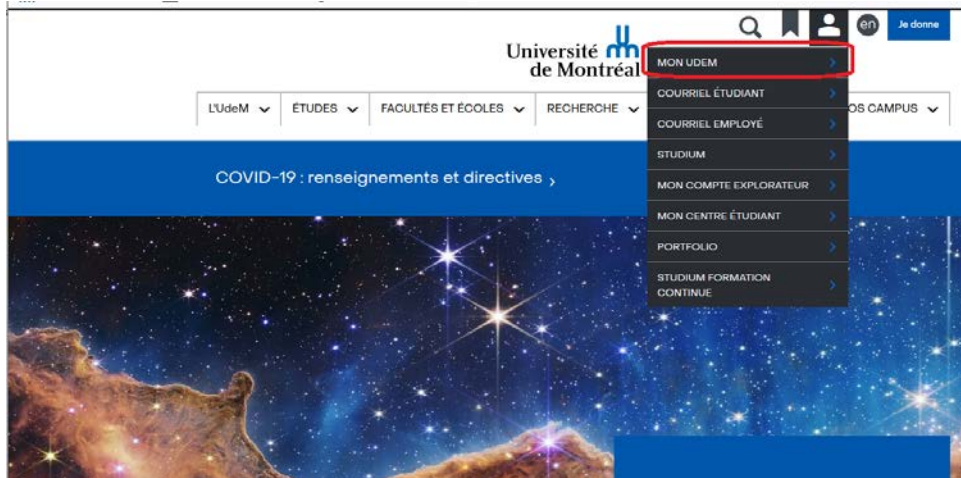 en
Je donne
Université
de Montréal
MON UDEM
COURRIEL ÉTUDIANT
COURRIEL EMPLOYÉ
STUDIUM
MON COMPTE EXPLORATEUR
MON CENTRE ÉTUDIANT
PORTFOLIO
STUDIUM FORMATION
CONTINUE
L'UdeM
ÉTUDES
FACULTÉS ET ÉCOLES
RECHERCHE
OS CAMPUS
COVID-19 : renseignements et directives